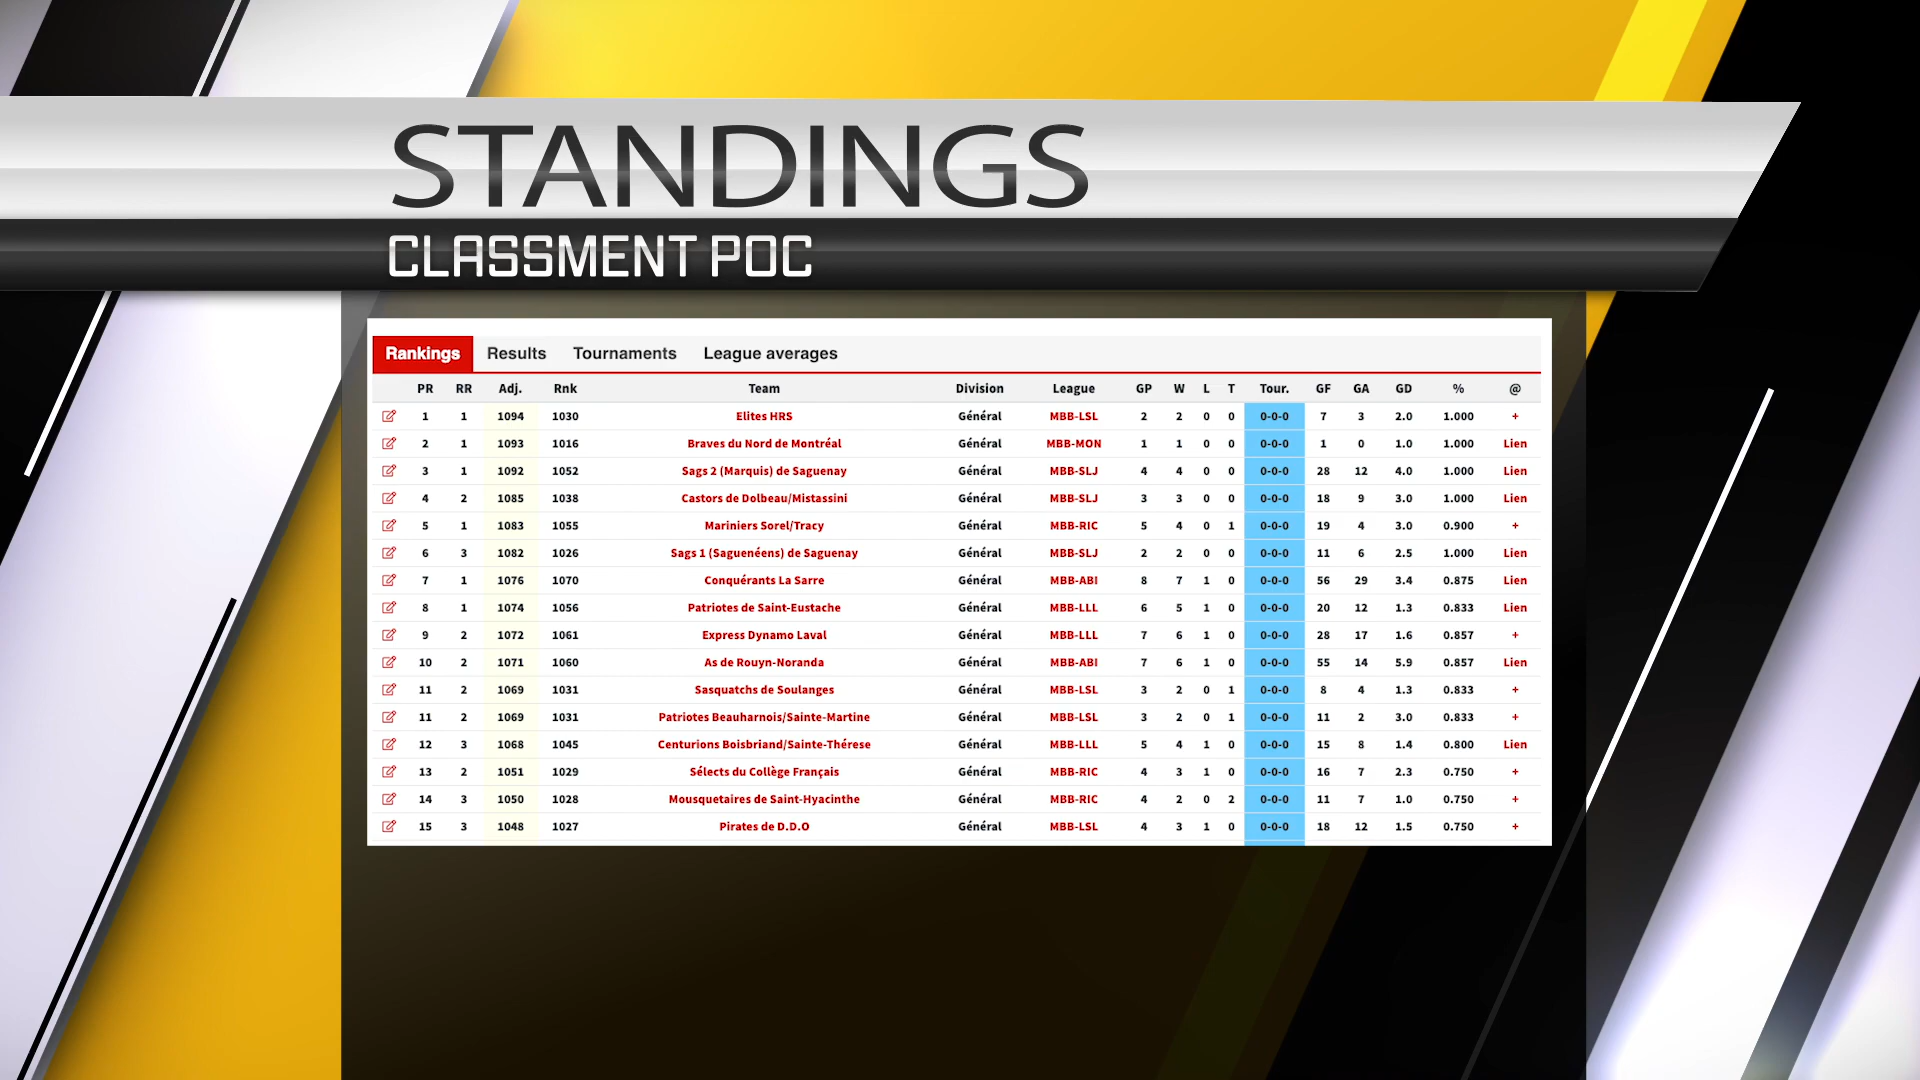 STANDINGS
CLASSMENT POC
Rankings Results Tournaments League averages
PR RR Adj. Rnk Team Division League GP W L T Tour. GF GA GD % @
1 1 1094 1030 Elites HRS Général MBB-LSL 2 2 0 0 0-0-0 7 3 2.0 1.000 +
2 1 1093 1016 Braves du Nord de Montréal Général MBB-MON 1 1 0 0 0-0-0 1 0 1.0 1.000 Lien
3 1 1092 1052 Sags 2 (Marquis) de Saguenay Général MBB-SLJ 4 4 0 0 0-0-0 28 12 4.0 1.000 Lien
4 2 1085 1038 Castors de Dolbeau/Mistassini Général MBB-SLJ 3 3 0 0 0-0-0 18 9 3.0 1.000 Lien
5 1 1083 1055 Mariniers Sorel/Tracy Général MBB-RIC 5 4 0 1 0-0-0 19 4 3.0 0.900 +
6 3 1082 1026 Sags 1 (Saguenéens) de Saguenay Général MBB-SLJ 2 2 0 0 0-0-0 11 6 2.5 1.000 Lien
7 1 1076 1070 Conquérants La Sarre Général MBB-ABI 8 7 1 0 0-0-0 56 29 3.4 0.875 Lien
8 1 1074 1056 Patriotes de Saint-Eustache Général MBB-LLL 6 5 1 0 0-0-0 20 12 1.3 0.833 Lien
9 2 1072 1061 Express Dynamo Laval Général MBB-LLL 7 6 1 0 0-0-0 28 17 1.6 0.857 +
10 2 1071 1060 As de Rouyn-Noranda Général MBB-ABI 7 6 1 0 0-0-0 55 14 5.9 0.857 Lien
11 2 1069 1031 Sasquatchs de Soulanges Général MBB-LSL 3 2 0 1 0-0-0 8 4 1.3 0.833 +
11 2 1069 1031 Patriotes Beauharnois/Sainte-Martine Général MBB-LSL 3 2 0 1 0-0-0 11 2 3.0 0.833 +
12 3 1068 1045 Centurions Boisbriand/Sainte-Thérese Général MBB-LLL 5 4 1 0 0-0-0 15 8 1.4 0.800 Lien
13 2 1051 1029 Sélects du Collège Français Général MBB-RIC 4 3 1 0 0-0-0 16 7 2.3 0.750 +
14 3 1050 1028 Mousquetaires de Saint-Hyacinthe Général MBB-RIC 4 2 0 2 0-0-0 11 7 1.0 0.750 +
15 3 1048 1027 Pirates de D.D.O Général MBB-LSL 4 3 1 0 0-0-0 18 12 1.5 0.750 +